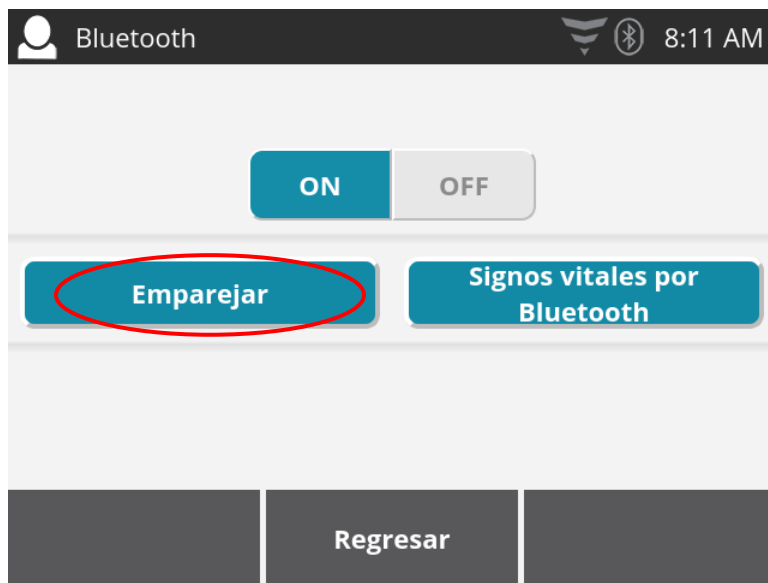 Bluetooth
8:11 AM
ON
OFF
Emparejar
Signos vitales por
Bluetooth
Regresar